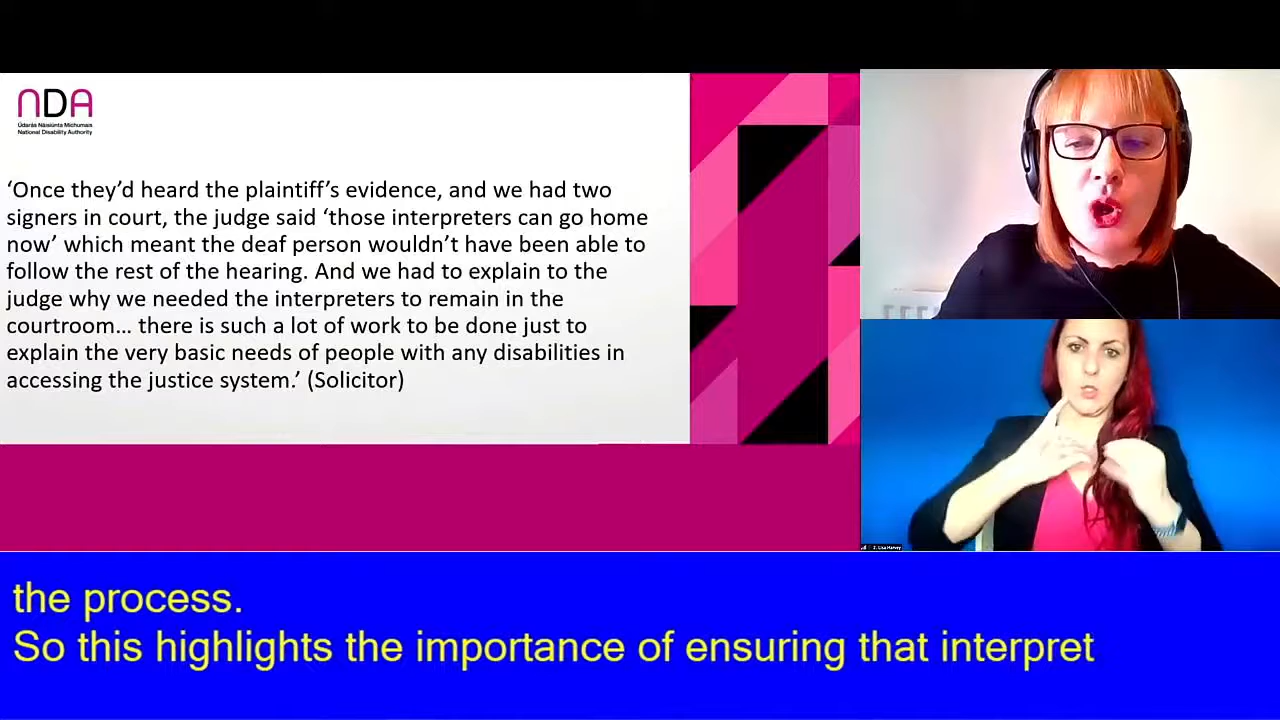 NDA
Údarás Náisiúnta Míchumais
National Disability Authority
‘Once they’d heard the plaintiff’s evidence, and we had two
signers in court, the judge said ‘those interpreters can go home
now’ which meant the deaf person wouldn’t have been able to
follow the rest of the hearing. And we had to explain to the
judge why we needed the interpreters to remain in the
courtroom… there is such a lot of work to be done just to
explain the very basic needs of people with any disabilities in
accessing the justice system.’ (Solicitor)
2. Lisa Harvey
the process.
So this highlights the importance of ensuring that interpret